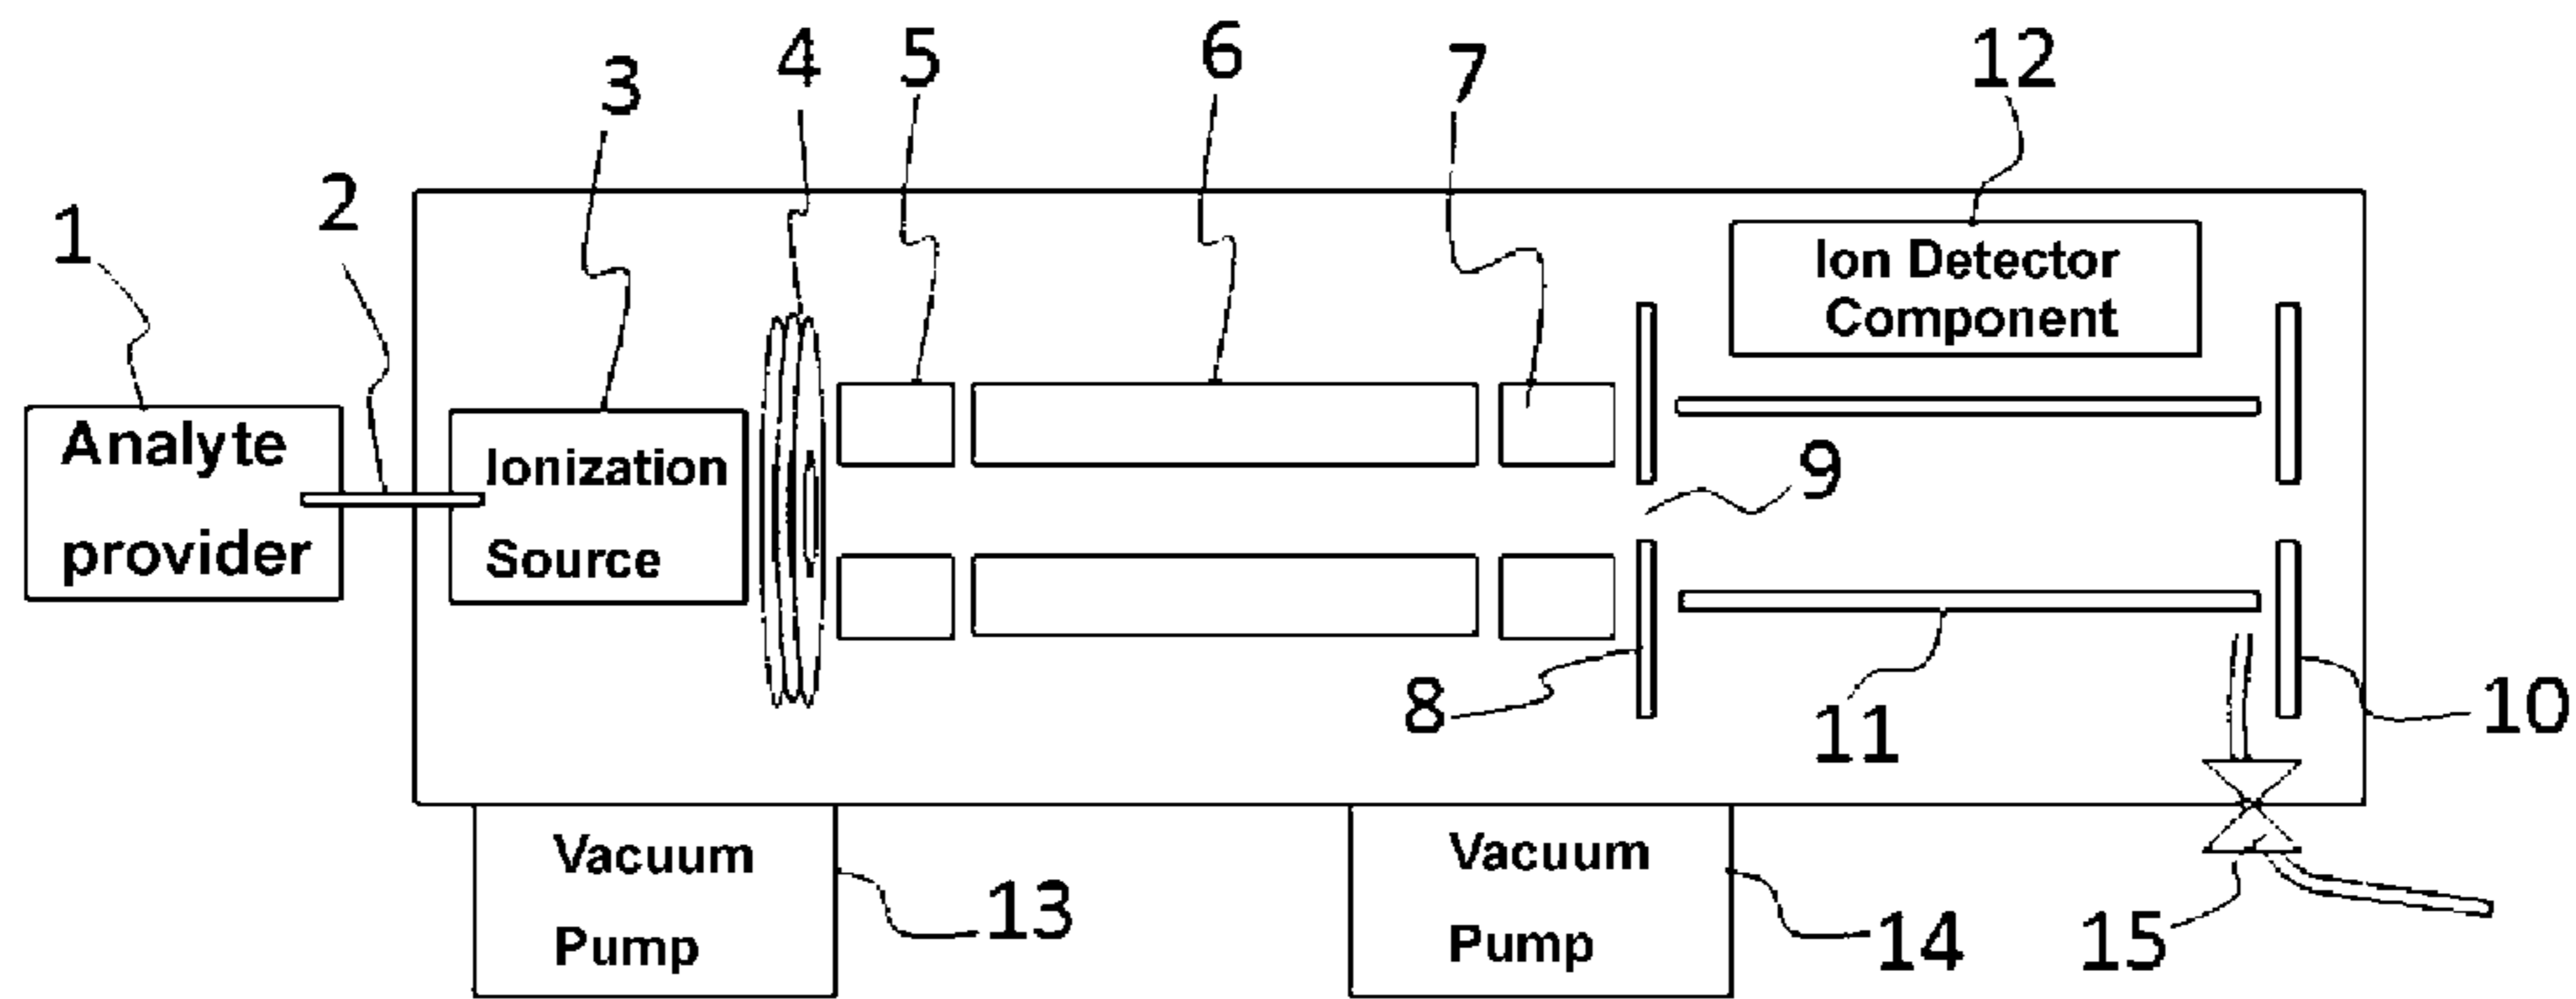 1
2
3
4
5
6
7
12
Analyte
provider
Ionization
Source
Ion Detector
Component
9
8
11
10
Vacuum
Pump
13
Vacuum
Pump
14
15